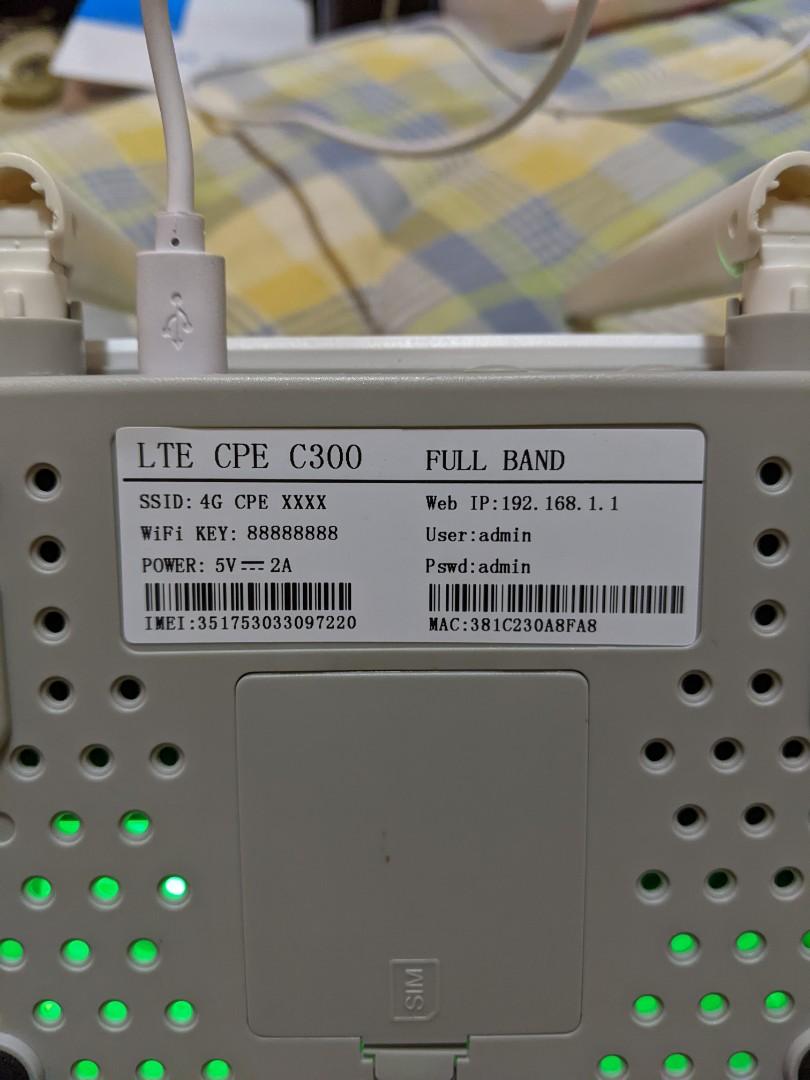 LTE CPE C300 FULL BAND
SSID: 4G CPE XXXX Web IP:192.168.1.1
WiFi KEY: 88888888 User:admin
POWER: 5V⎓2A Pswd:admin
IMEI:351753033097220 MAC:381C230A8FA8
SIM